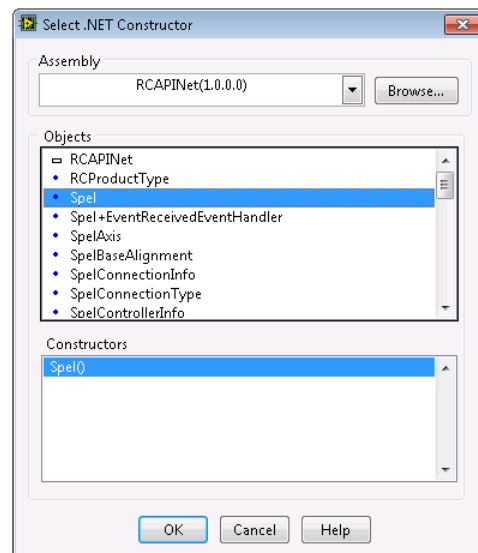 Select .NET Constructor
Assembly
RCAPINet(1.0.0.0)
Browse...
Objects
RCAPINet
RCProductType
Spel
Spel+EventReceivedEventHandler
SpelAxis
SpelBaseAlignment
SpelConnectionInfo
SpelConnectionType
SpelControllerInfo
Constructors
Spel()
OK
Cancel
Help